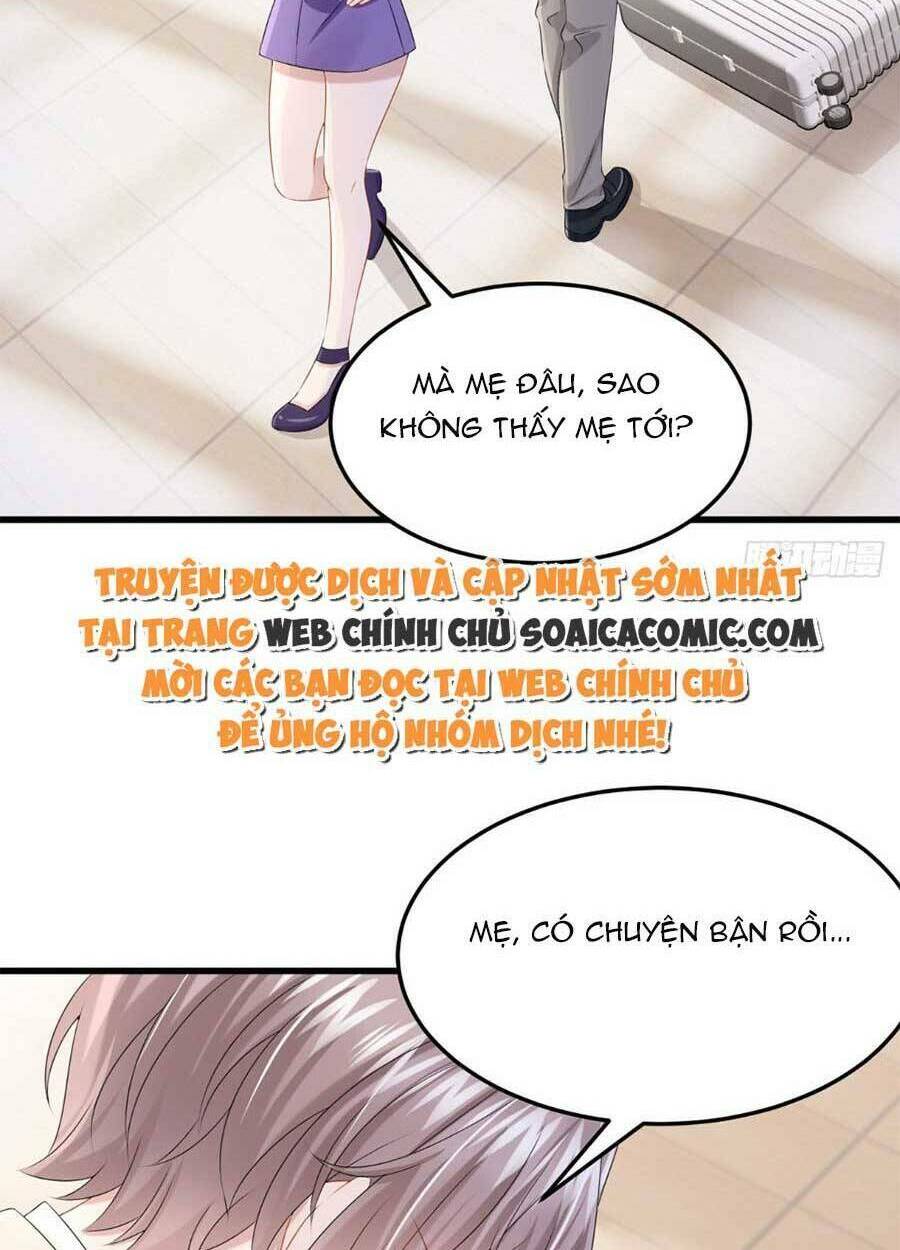 MÀ MẸ ĐÂU, SAO
KHÔNG THẤY MẸ TỚI?
TRUYỆN ĐƯỢC DỊCH VÀ CẬP NHẬT SỚM NHẤT
TẠI TRANG WEB CHÍNH CHỦ SOAICACOMIC.COM
MỜI CÁC BẠN ĐỌC TẠI WEB CHÍNH CHỦ
ĐỂ ỦNG HỘ NHÓM DỊCH NHÉ!
MẸ, CÓ CHUYỆN BẬN RỒI...